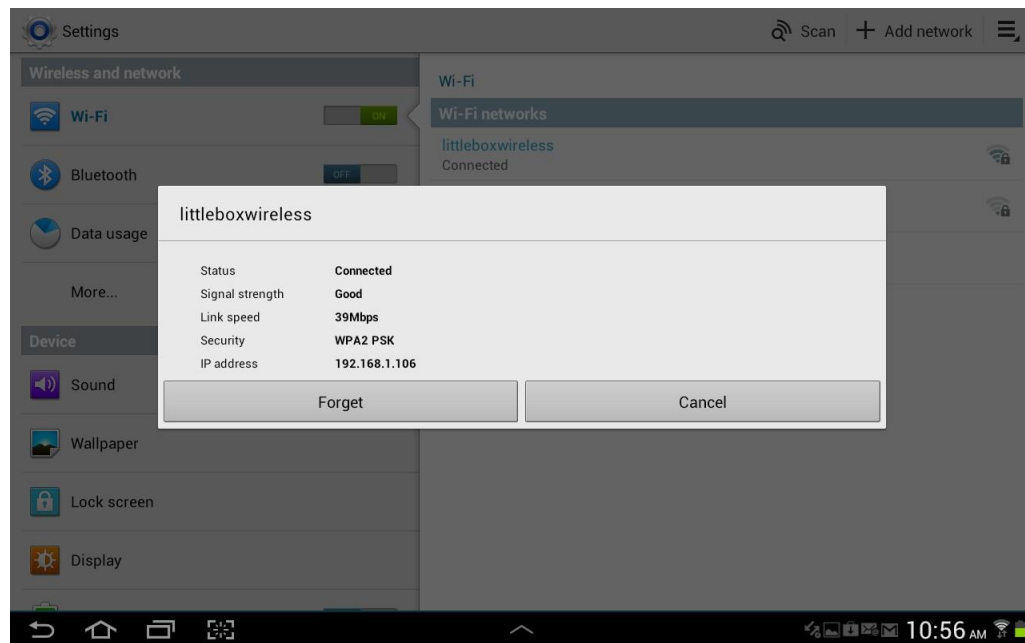 Settings
Scan
Add network
Wireless and network
Wi-Fi
ON
Bluetooth
OFF
Data usage
More...
Device
Sound
Wallpaper
Lock screen
Display
Wi-Fi
Wi-Fi networks
littleboxwireless
Connected
littleboxwireless
Status Connected
Signal strength Good
Link speed 39Mbps
Security WPA2 PSK
IP address 192.168.1.106
Forget
Cancel
10:56 AM